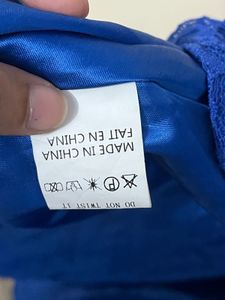 DO NOT TWIST IT
MADE IN CHINA
FAIT EN CHINA